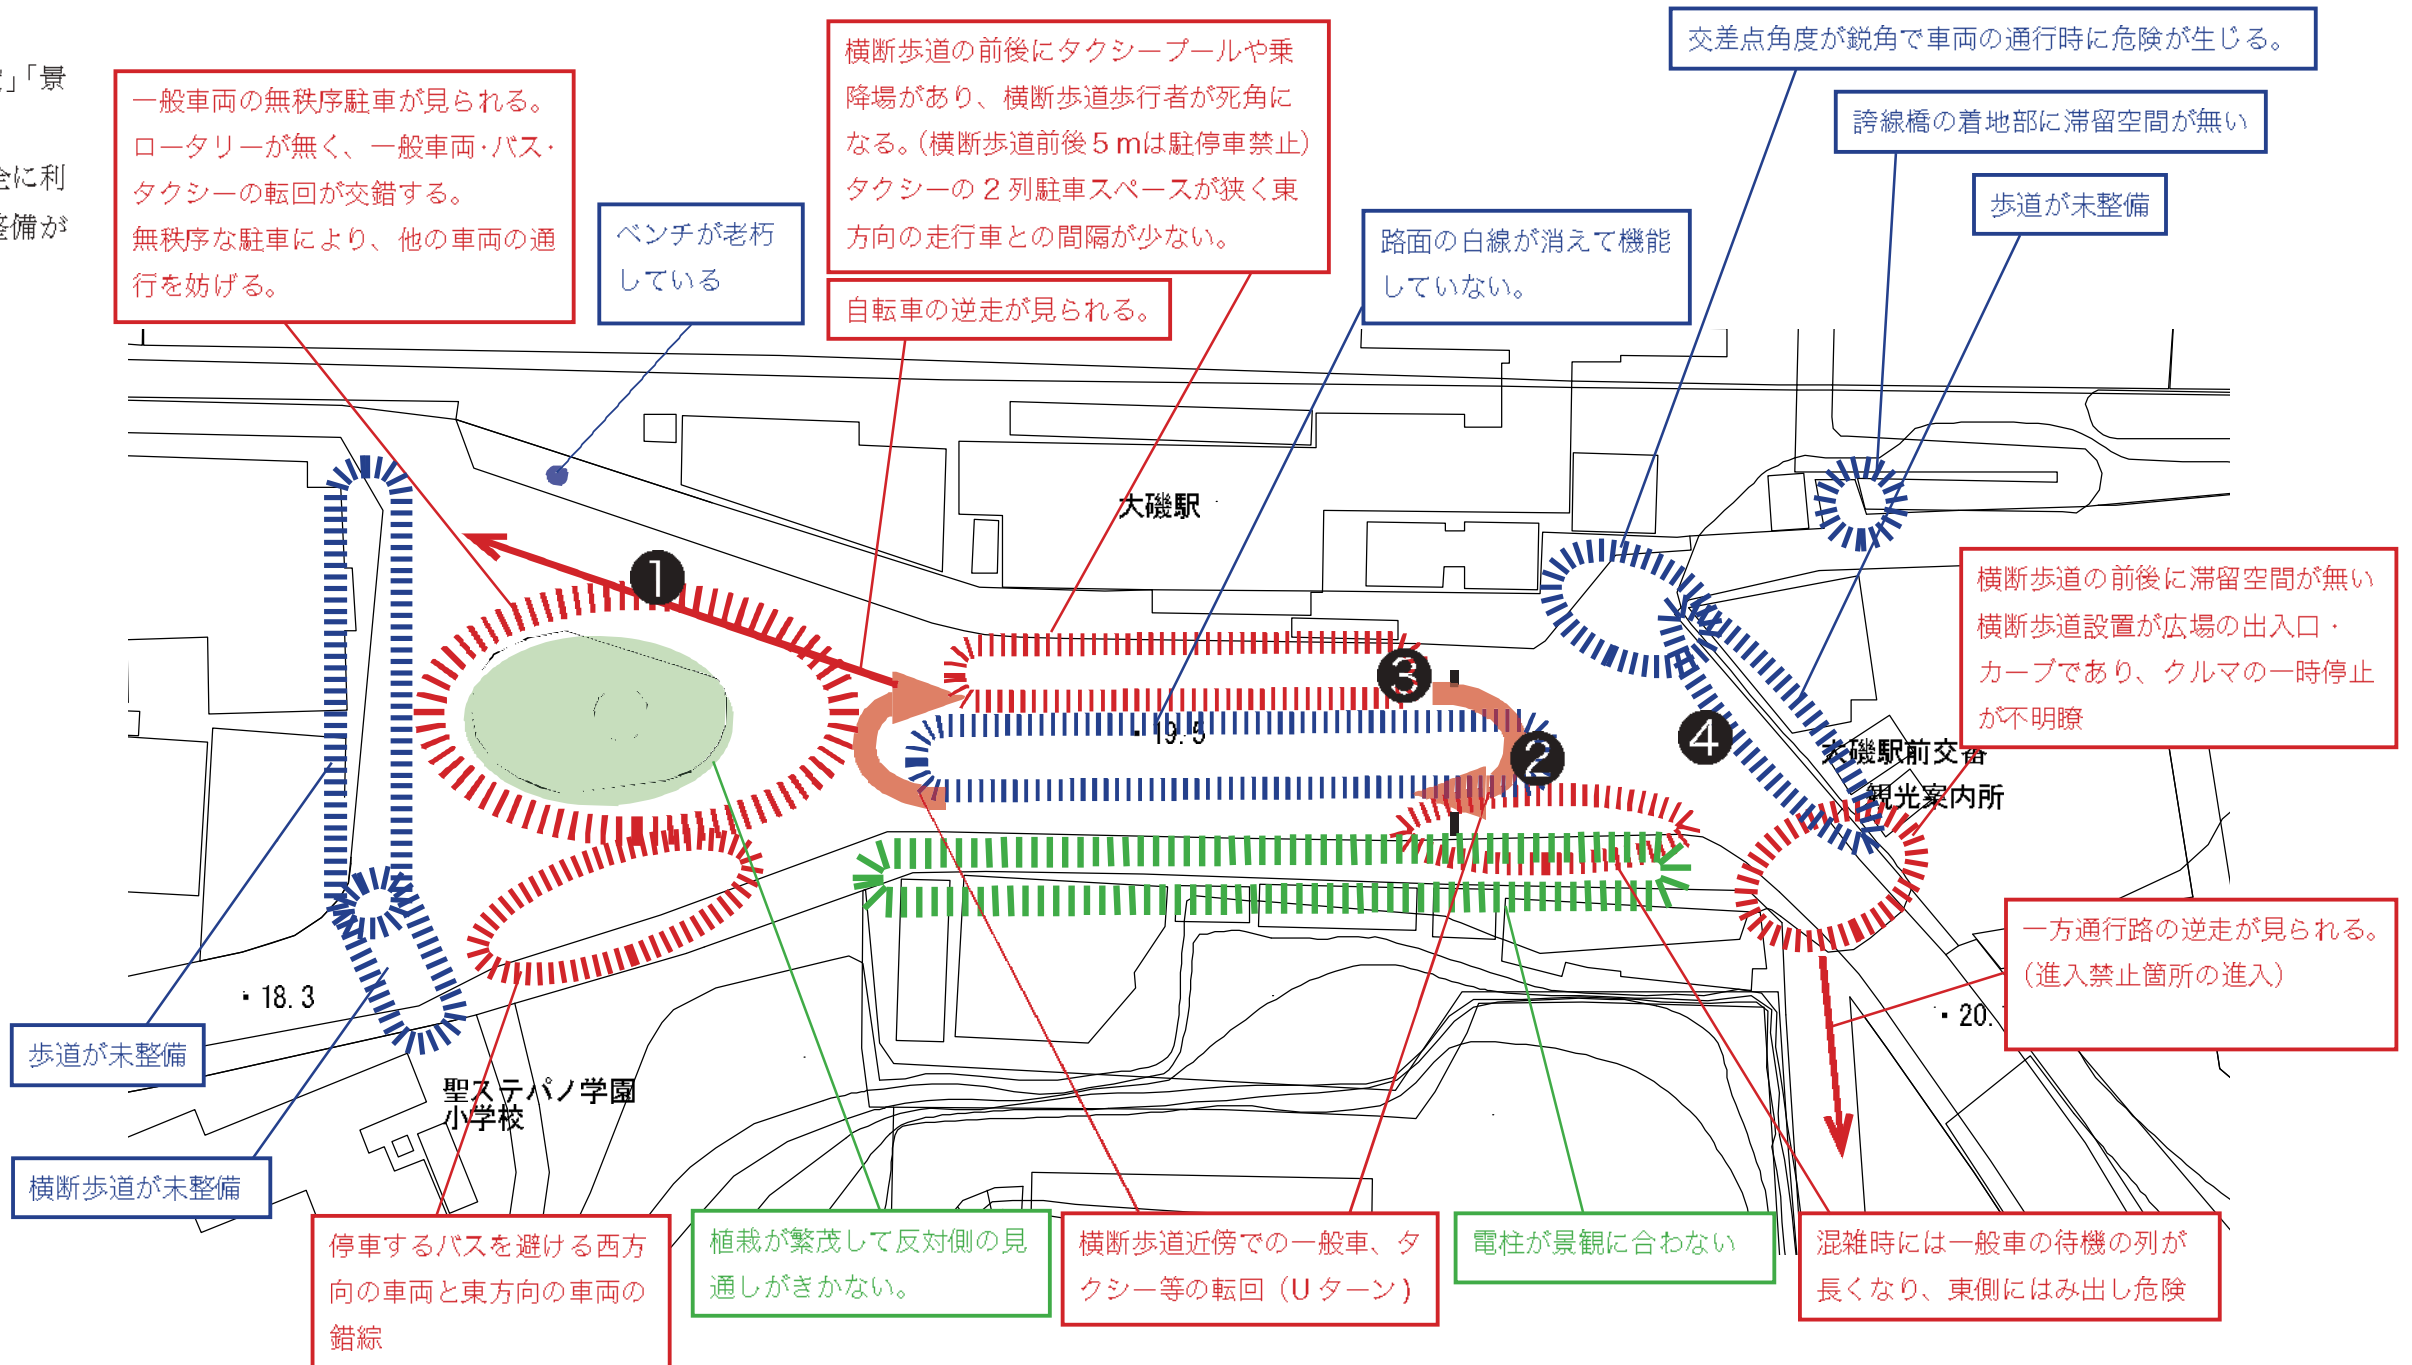 」「景
全に利
整備が
一般車両の無秩序駐車が見られる。
ロータリーが無く、一般車両・バス・
タクシーの転回が交錯する。
無秩序な駐車により、他の車両の通
行を妨げる。
ベンチが老朽
している
横断歩道の前後にタクシープールや乗
降場があり、横断歩道歩行者が死角に
なる。(横断歩道前後5mは駐停車禁止)
タクシーの2列駐車スペースが狭く東
方向の走行車との間隔が少ない。
自転車の逆走が見られる。
路面の白線が消えて機能
していない。
交差点角度が鋭角で車両の通行時に危険が生じる。
誇線橋の着地部に滞留空間が無い
歩道が未整備
大磯駅
❶
❸
❷
❹
・19.5
横断歩道の前後に滞留空間が無い
横断歩道設置が広場の出入口・
カーブであり、クルマの一時停止
が不明瞭
大磯駅前交番
観光案内所
一方通行路の逆走が見られる。
(進入禁止箇所の進入)
・18.3
・20.
歩道が未整備
聖ステパノ学園
小学校
横断歩道が未整備
停車するバスを避ける西方
向の車両と東方向の車両の
錯綜
植栽が繁茂して反対側の見
通しがきかない。
横断歩道近傍での一般車、タ
クシー等の転回(Uターン)
電柱が景観に合わない
混雑時には一般車の待機の列が
長くなり、東側にはみ出し危険